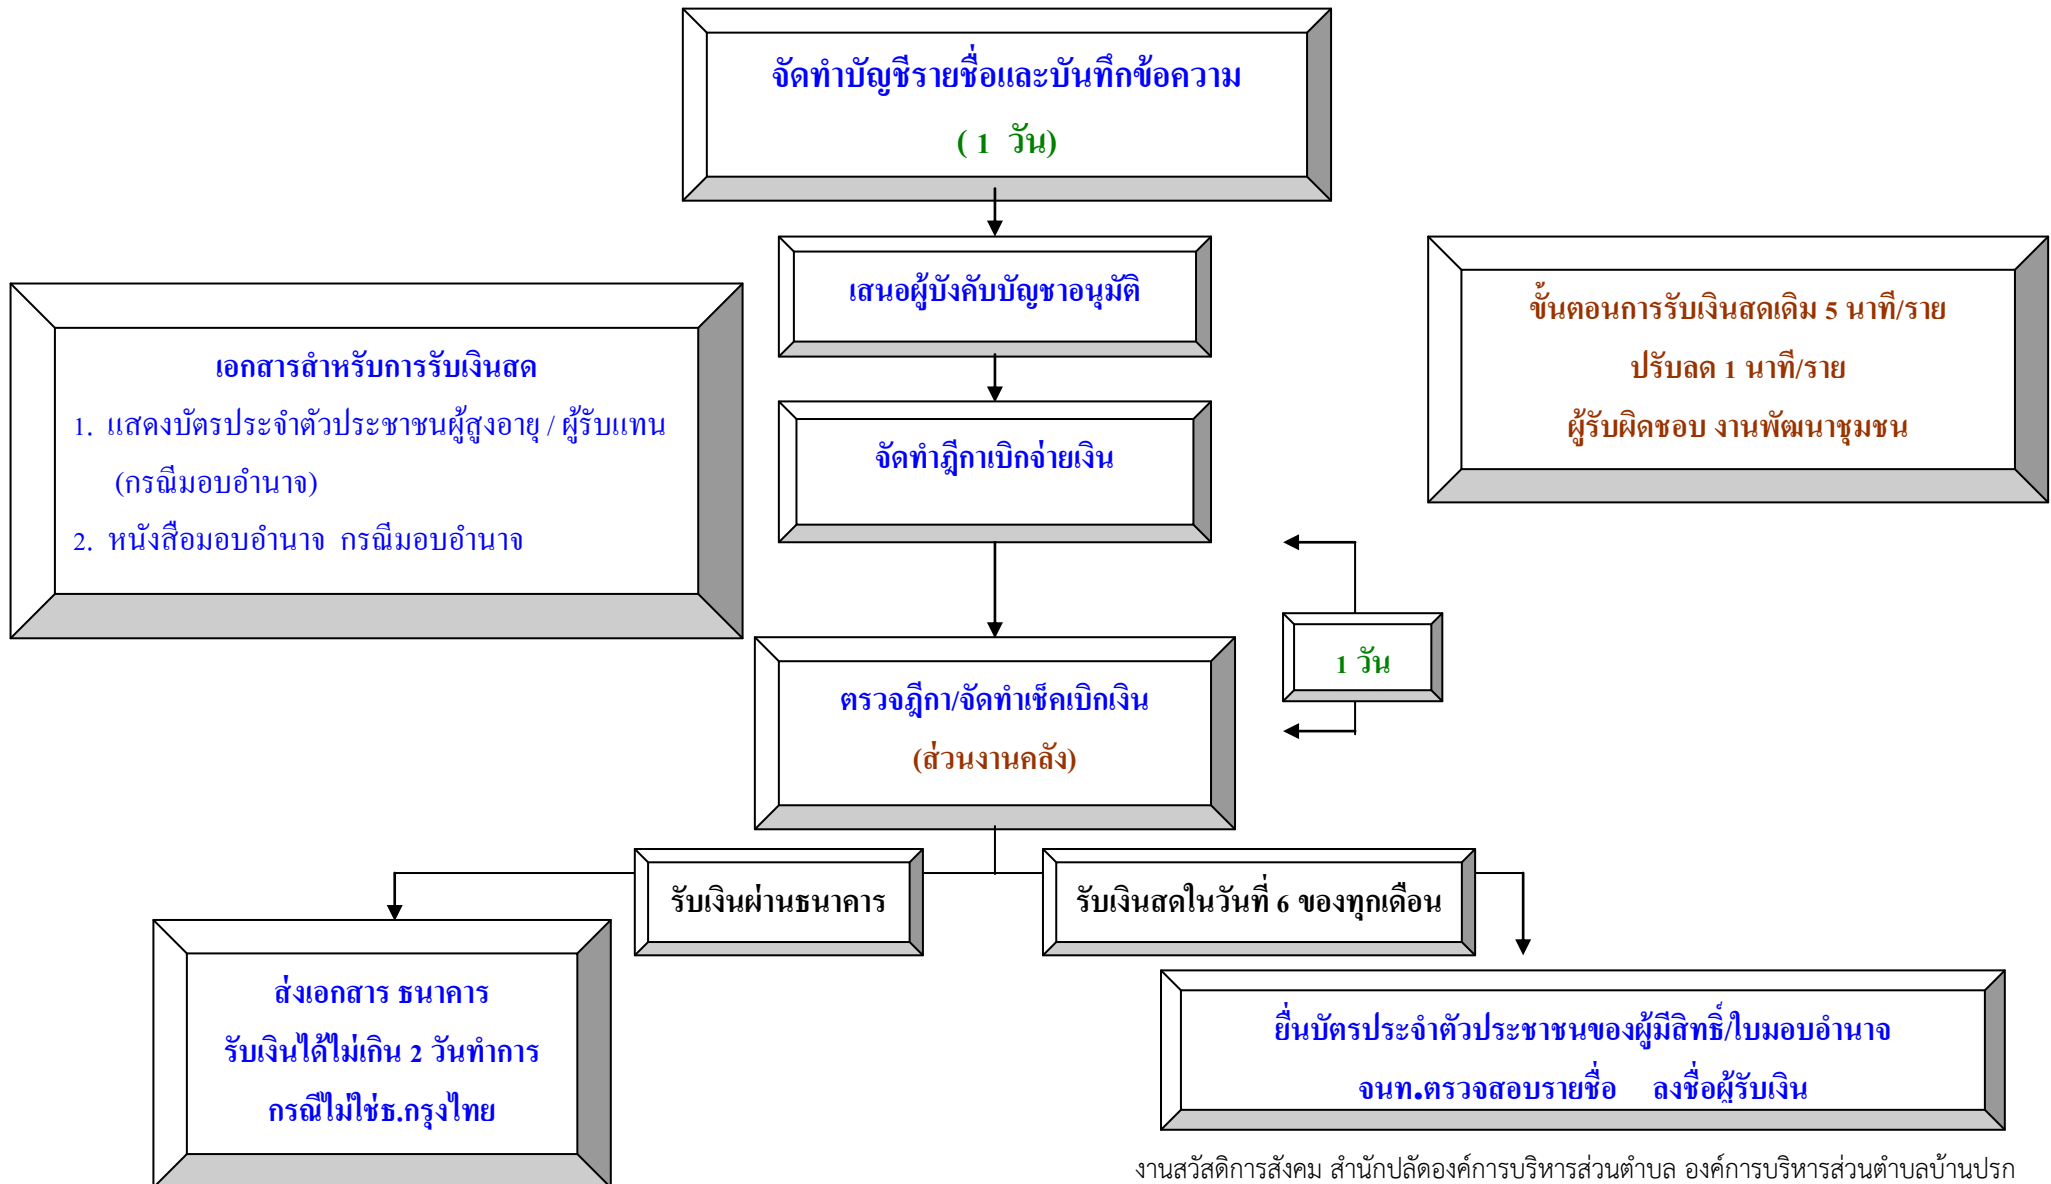 จัดทำบัญชีรายชื่อและบันทึกข้อความ
( 1 วัน)
เสนอผู้บังคับบัญชาอนุมัติ
ขั้นตอนการรับเงินสดเดิม 5 นาที/ราย
ปรับลด 1 นาที/ราย
ผู้รับผิดชอบ งานพัฒนาชุมชน
เอกสารสำหรับการรับเงินสด
1. แสดงบัตรประจำตัวประชาชนผู้สูงอายุ / ผู้รับแทน
(กรณีมอบอำนาจ)
2. หนังสือมอบอำนาจ กรณีมอบอำนาจ
จัดทำฎีกาเบิกจ่ายเงิน
1 วัน
ตรวจฎีกา/จัดทำเช็คเบิกเงิน
(ส่วนงานคลัง)
รับเงินผ่านธนาคาร
รับเงินสดในวันที่ 6 ของทุกเดือน
ส่งเอกสาร ธนาคาร
รับเงินได้ไม่เกิน 2 วันทำการ
กรณีไม่ใช่ธ.กรุงไทย
ยื่นบัตรประจำตัวประชาชนของผู้มีสิทธิ์/ใบมอบอำนาจ
จนท.ตรวจสอบรายชื่อ ลงชื่อผู้รับเงิน
งานสวัสดิการสังคม สำนักปลัดองค์การบริหารส่วนตำบล องค์การบริหารส่วนตำบลบ้านปรก